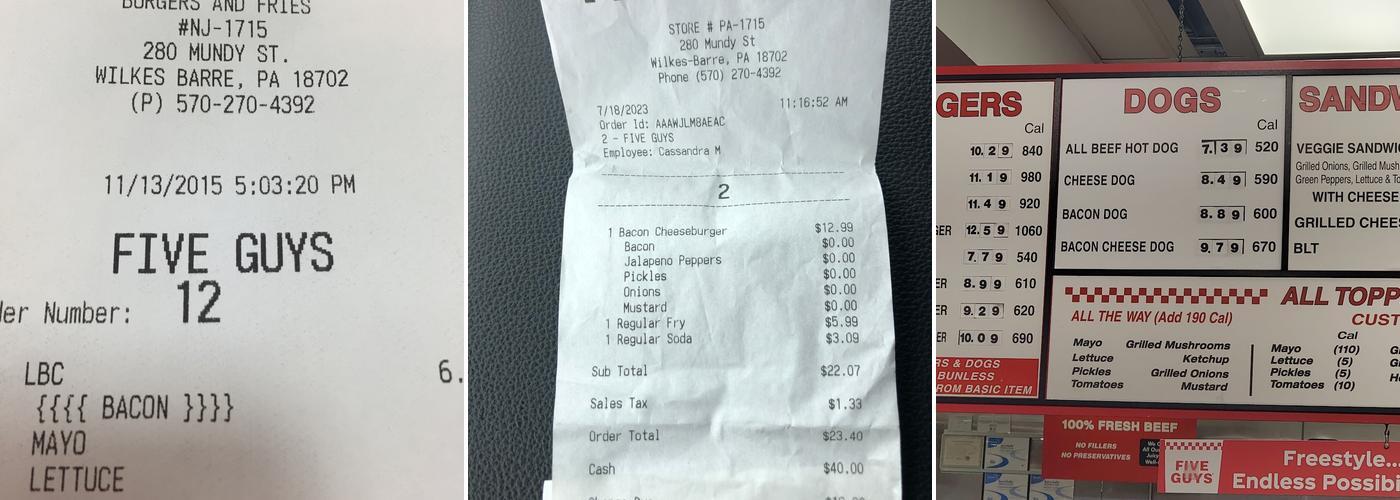 BURGERS AND FRIES
#NJ-1715
280 MUNDY ST.
WILKES BARRE, PA 18702
(P) 570-270-4392
11/13/2015 5:03:20 PM
FIVE GUYS
der Number: 12
LBC 6.
{{{{ BACON }}}}
MAYO
LETTUCE
STORE # PA-1715
280 Mundy St
Wilkes-Barre, PA 18702
Phone (570) 270-4392
7/18/2023 11:16:52 AM
Order Id: AAAWJLM8AEAC
2 - FIVE GUYS
Employee: Cassandra M
2
1 Bacon Cheeseburger $12.99
Bacon $0.00
Jalapeno Peppers $0.00
Pickles $0.00
Onions $0.00
Mustard $0.00
1 Regular Fry $5.99
1 Regular Soda $3.09
Sub Total $22.07
Sales Tax $1.33
Order Total $23.40
Cash $40.00
GERS
Cal
10.29 840
11.19 980
11.49 920
ER 12.59 1060
7.79 540
8.99 610
9.29 620
ER 10.09 690
RS & DOGS
BUNLESS
ROM BASIC ITEM
DOGS
Cal
ALL BEEF HOT DOG 7.39 520
CHEESE DOG 8.49 590
BACON DOG 8.89 600
BACON CHEESE DOG 9.79 670
SANDW
VEGGIE SANDWIC
Grilled Onions, Grilled Mush
Green Peppers, Lettuce & To
WITH CHEESE
GRILLED CHEES
BLT
ALL TOPP
ALL THE WAY (Add 190 Cal) CUST
Mayo Grilled Mushrooms
Lettuce Ketchup
Pickles Grilled Onions
Tomatoes Mustard
Cal
Mayo (110)
Lettuce (5)
Pickles (5)
Tomatoes (10)
100% FRESH BEEF
NO FILLERS
NO PRESERVATIVES
FIVE GUYS
Freestyle...
Endless Possibi